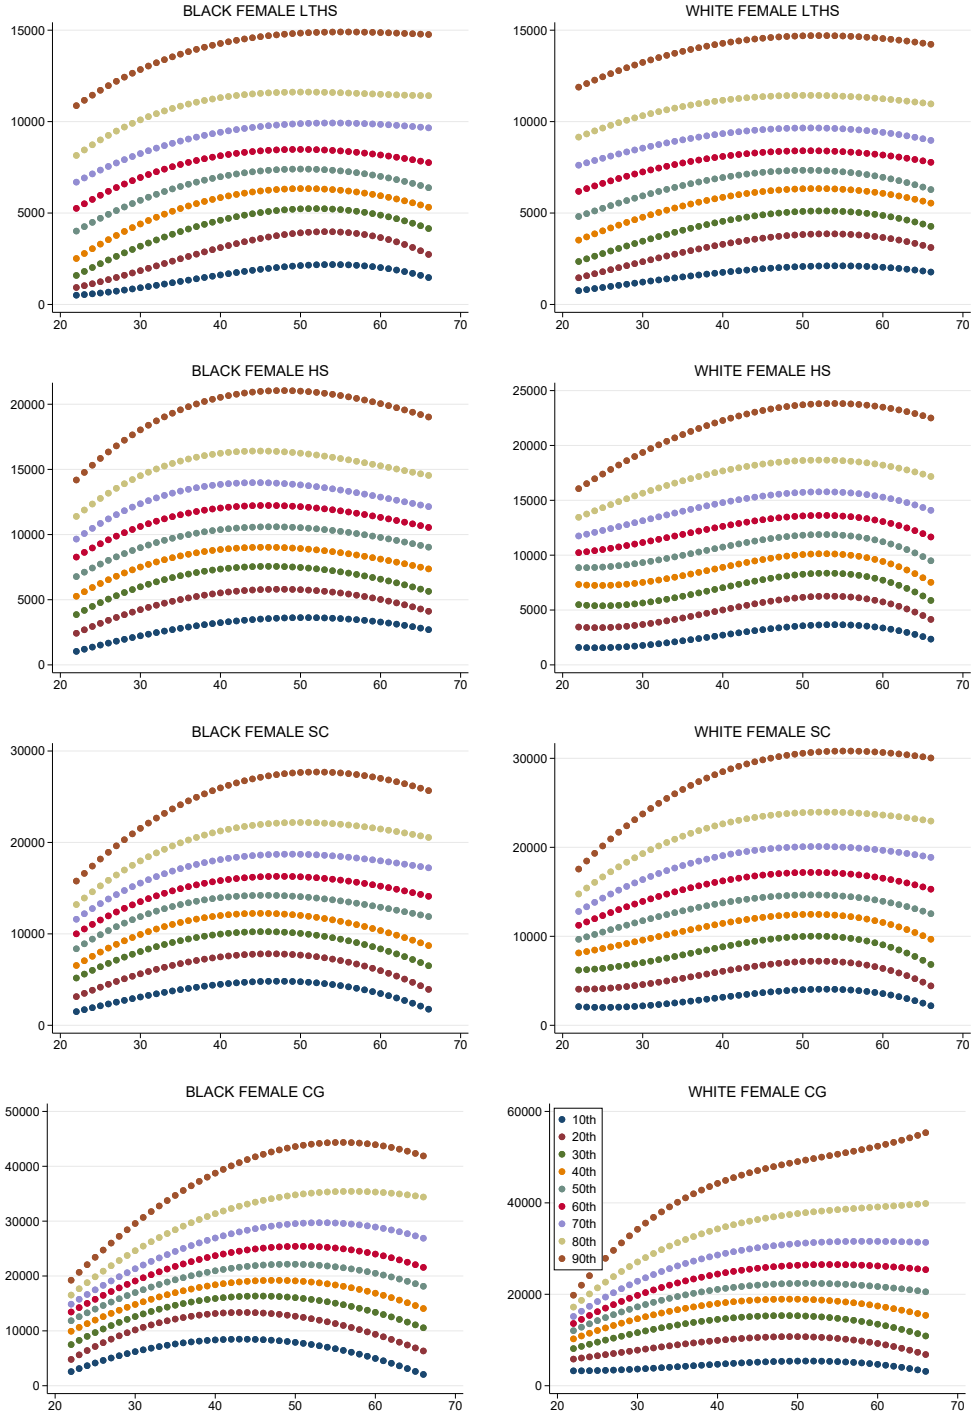 BLACK FEMALE LTHS
15000
10000
5000
0
20 30 40 50 60 70
WHITE FEMALE LTHS
15000
10000
5000
0
20 30 40 50 60 70
BLACK FEMALE HS
20000
15000
10000
5000
0
20 30 40 50 60 70
WHITE FEMALE HS
25000
20000
15000
10000
5000
0
20 30 40 50 60 70
BLACK FEMALE SC
30000
20000
10000
0
20 30 40 50 60 70
WHITE FEMALE SC
30000
20000
10000
0
20 30 40 50 60 70
BLACK FEMALE CG
50000
40000
30000
20000
10000
0
20 30 40 50 60 70
WHITE FEMALE CG
60000
40000
20000
0
10th
20th
30th
40th
50th
60th
70th
80th
90th
20 30 40 50 60 70